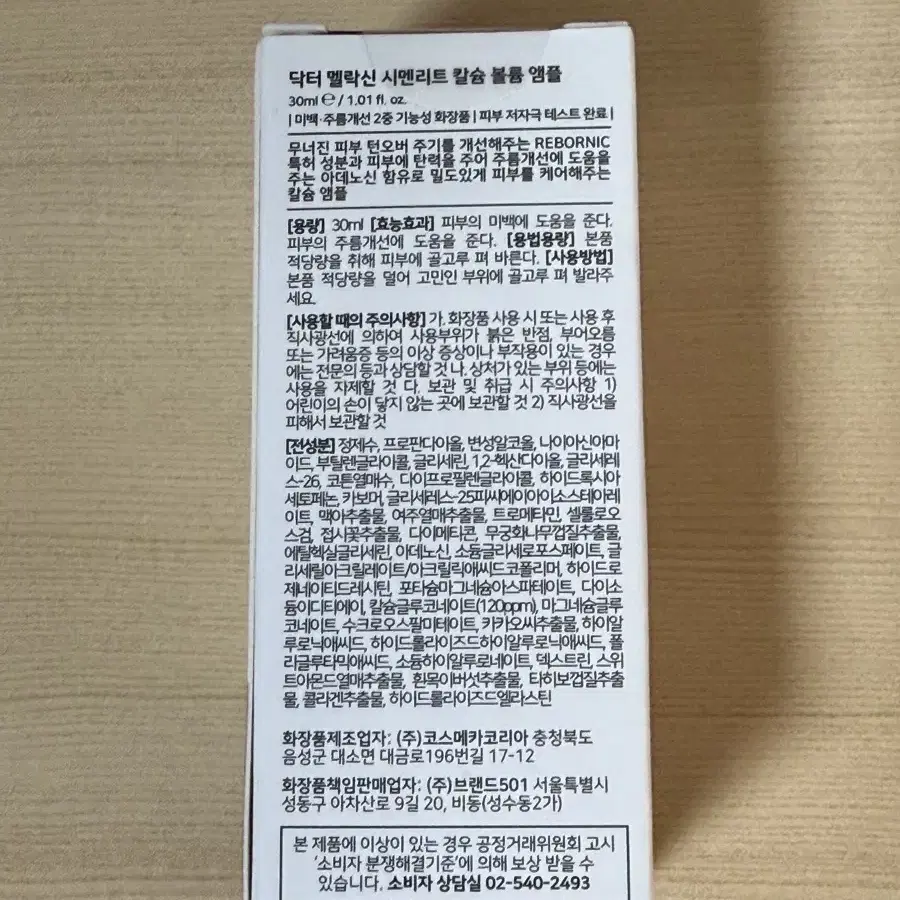 닥터 멜락신 시멘리트 칼슘 볼륨 앰플
30ml ℮ / 1.01 fl. oz.
| 미백·주름개선 2중 기능성 화장품 | 피부 저자극 테스트 완료 |
무너진 피부 턴오버 주기를 개선해주는 REBORNIC
특허 성분과 피부에 탄력을 주어 주름개선에 도움을
주는 아데노신 함유로 밀도있게 피부를 케어해주는
칼슘 앰플
[용량] 30ml [효능효과] 피부의 미백에 도움을 준다.
피부의 주름개선에 도움을 준다. [용법용량] 본품
적당량을 취해 피부에 골고루 펴 바른다. [사용방법]
본품 적당량을 덜어 고민인 부위에 골고루 펴 발라주
세요.
[사용할 때의 주의사항] 가. 화장품 사용 시 또는 사용 후
직사광선에 의하여 사용부위가 붉은 반점, 부어오름
또는 가려움증 등의 이상 증상이나 부작용이 있는 경우
에는 전문의 등과 상담할 것 나. 상처가 있는 부위 등에는
사용을 자제할 것 다. 보관 및 취급 시 주의사항 1)
어린이의 손이 닿지 않는 곳에 보관할 것 2) 직사광선을
피해서 보관할 것
[전성분] 정제수, 프로판다이올, 변성알코올, 나이아신아마
이드, 부틸렌글라이콜, 글리세린, 1,2-헥산다이올, 글리세레
스-26, 코튼열매수, 다이프로필렌글라이콜, 하이드록시아
세토페논, 카보머, 글리세레스-25피씨에이아이소스테아레
이트, 맥아추출물, 여주열매추출물, 트로메타민, 셀룰로오
스검, 접시꽃추출물, 다이메티콘, 무궁화나무껍질추출물,
에틸헥실글리세린, 아데노신, 소듐글리세로포스페이트, 글
리세릴아크릴레이트/아크릴릭애씨드코폴리머, 하이드로
제네이티드레시틴, 포타슘마그네슘아스파테이트, 다이소
듐이디티에이, 칼슘글루코네이트(120ppm), 마그네슘글루
코네이트, 수크로오스팔미테이트, 카카오씨추출물, 하이알
루로닉애씨드, 하이드롤라이즈드하이알루로닉애씨드, 폴
리글루타믹애씨드, 소듐하이알루로네이트, 덱스트린, 스위
트아몬드열매추출물, 흰목이버섯추출물, 타히보껍질추출
물, 콜라겐추출물, 하이드롤라이즈드엘라스틴
화장품제조업자: (주)코스메카코리아 충청북도
음성군 대소면 대금로196번길 17-12
화장품책임판매업자: (주)브랜드501 서울특별시
성동구 아차산로 9길 20, 비동(성수동2가)
본 제품에 이상이 있는 경우 공정거래위원회 고시
'소비자 분쟁해결기준'에 의해 보상 받을 수
있습니다. 소비자 상담실 02-540-2493